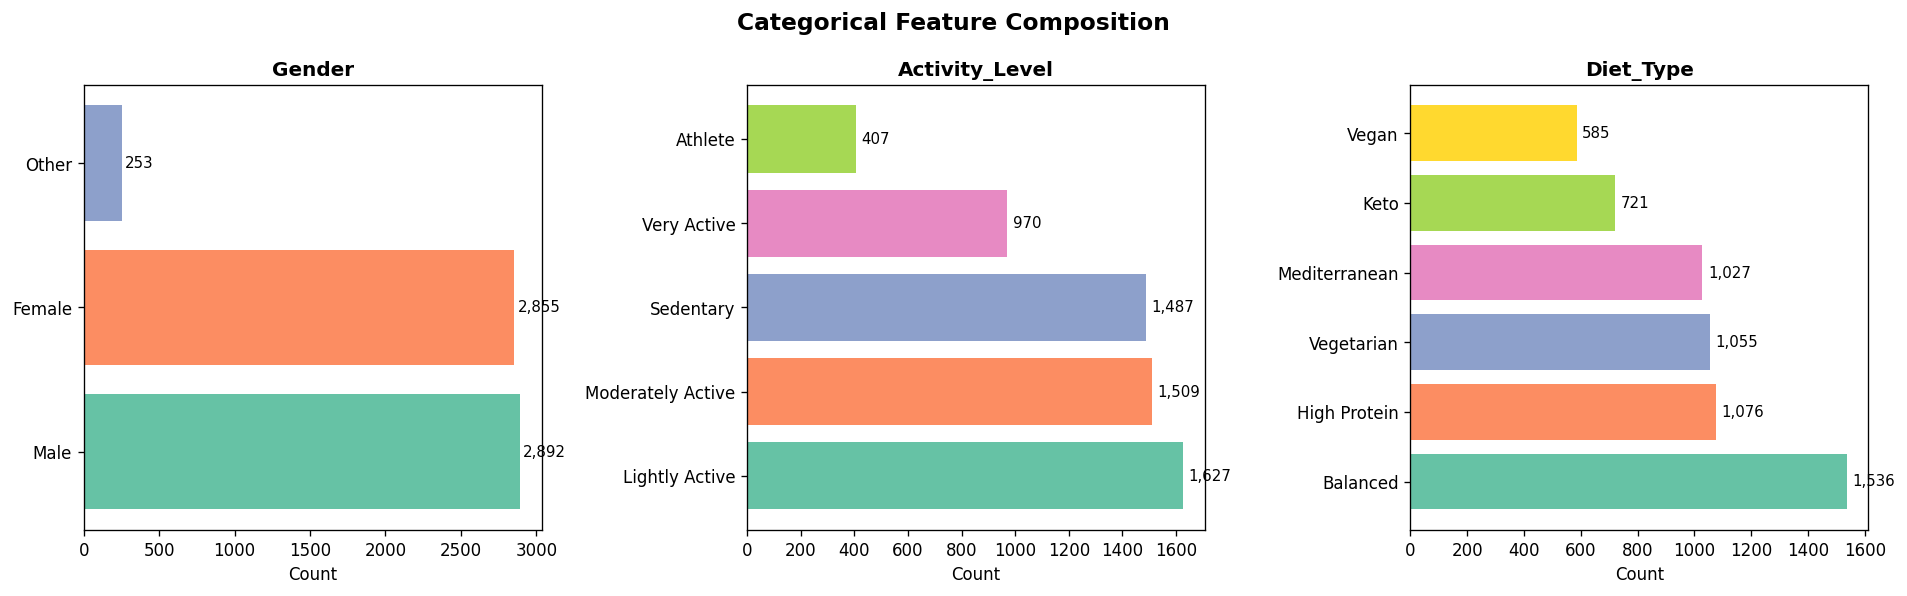 Categorical Feature Composition
Gender
Other
253
Female
2,855
Male
2,892
0 500 1000 1500 2000 2500 3000
Count
Activity_Level
Athlete
407
Very Active
970
Sedentary
1,487
Moderately Active
1,509
Lightly Active
1,627
0 200 400 600 800 1000 1200 1400 1600
Count
Diet_Type
Vegan
585
Keto
721
Mediterranean
1,027
Vegetarian
1,055
High Protein
1,076
Balanced
1,536
0 200 400 600 800 1000 1200 1400 1600
Count